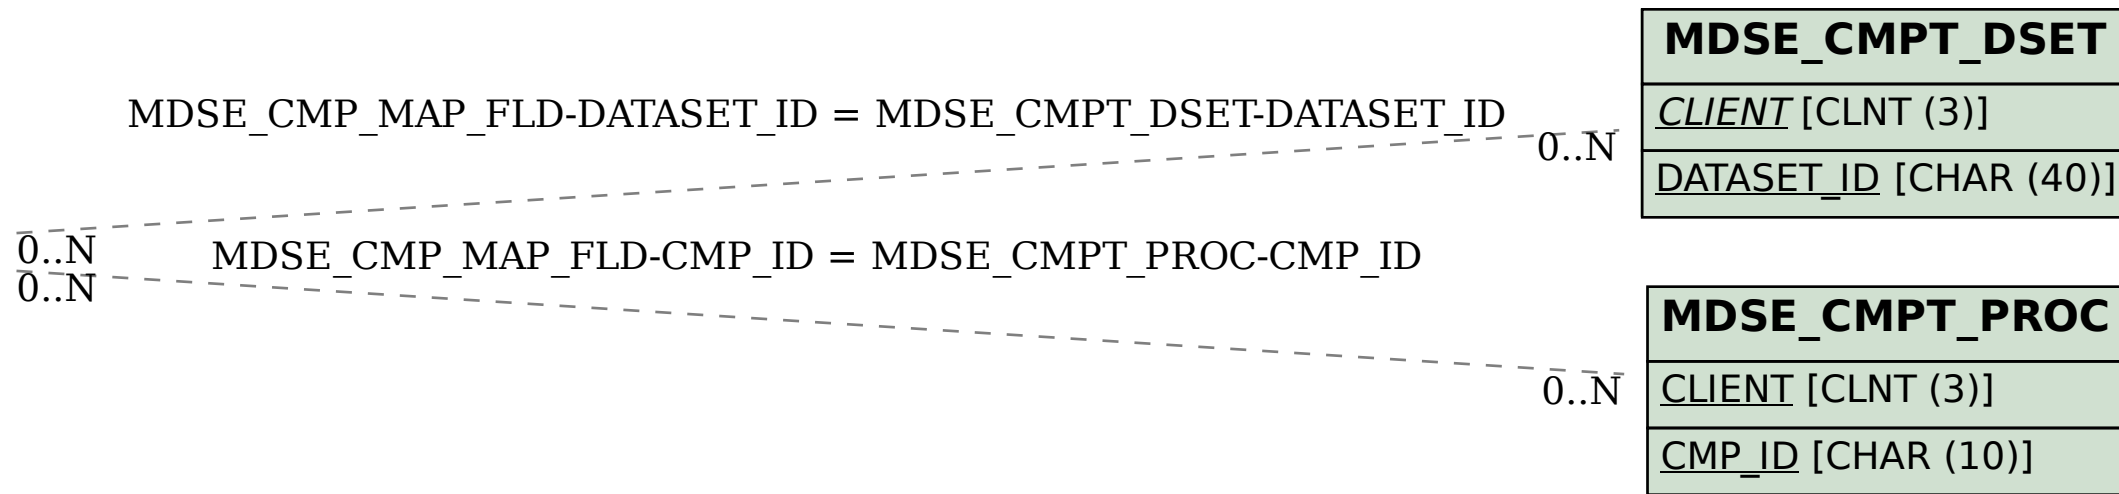 MDSE_CMPT_DSET
MDSE_CMP_MAP_FLD-DATASET_ID = MDSE_CMPT_DSET-DATASET_ID
CLIENT [CLNT (3)]
0..N
DATASET_ID [CHAR (40)]
0..N
MDSE_CMP_MAP_FLD-CMP_ID = MDSE_CMPT_PROC-CMP_ID
0..N
MDSE_CMPT_PROC
0..N
CLIENT [CLNT (3)]
CMP_ID [CHAR (10)]